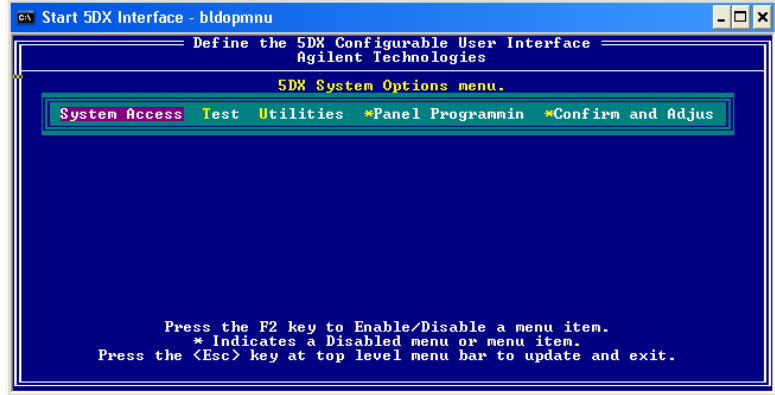 Start 5DX Interface - bldopmnu
Define the 5DX Configurable User Interface
Agilent Technologies
5DX System Options menu.
System Access Test Utilities *Panel Programmin *Confirm and Adjus
Press the F2 key to Enable/Disable a menu item.
* Indicates a Disabled menu or menu item.
Press the <Esc> key at top level menu bar to update and exit.